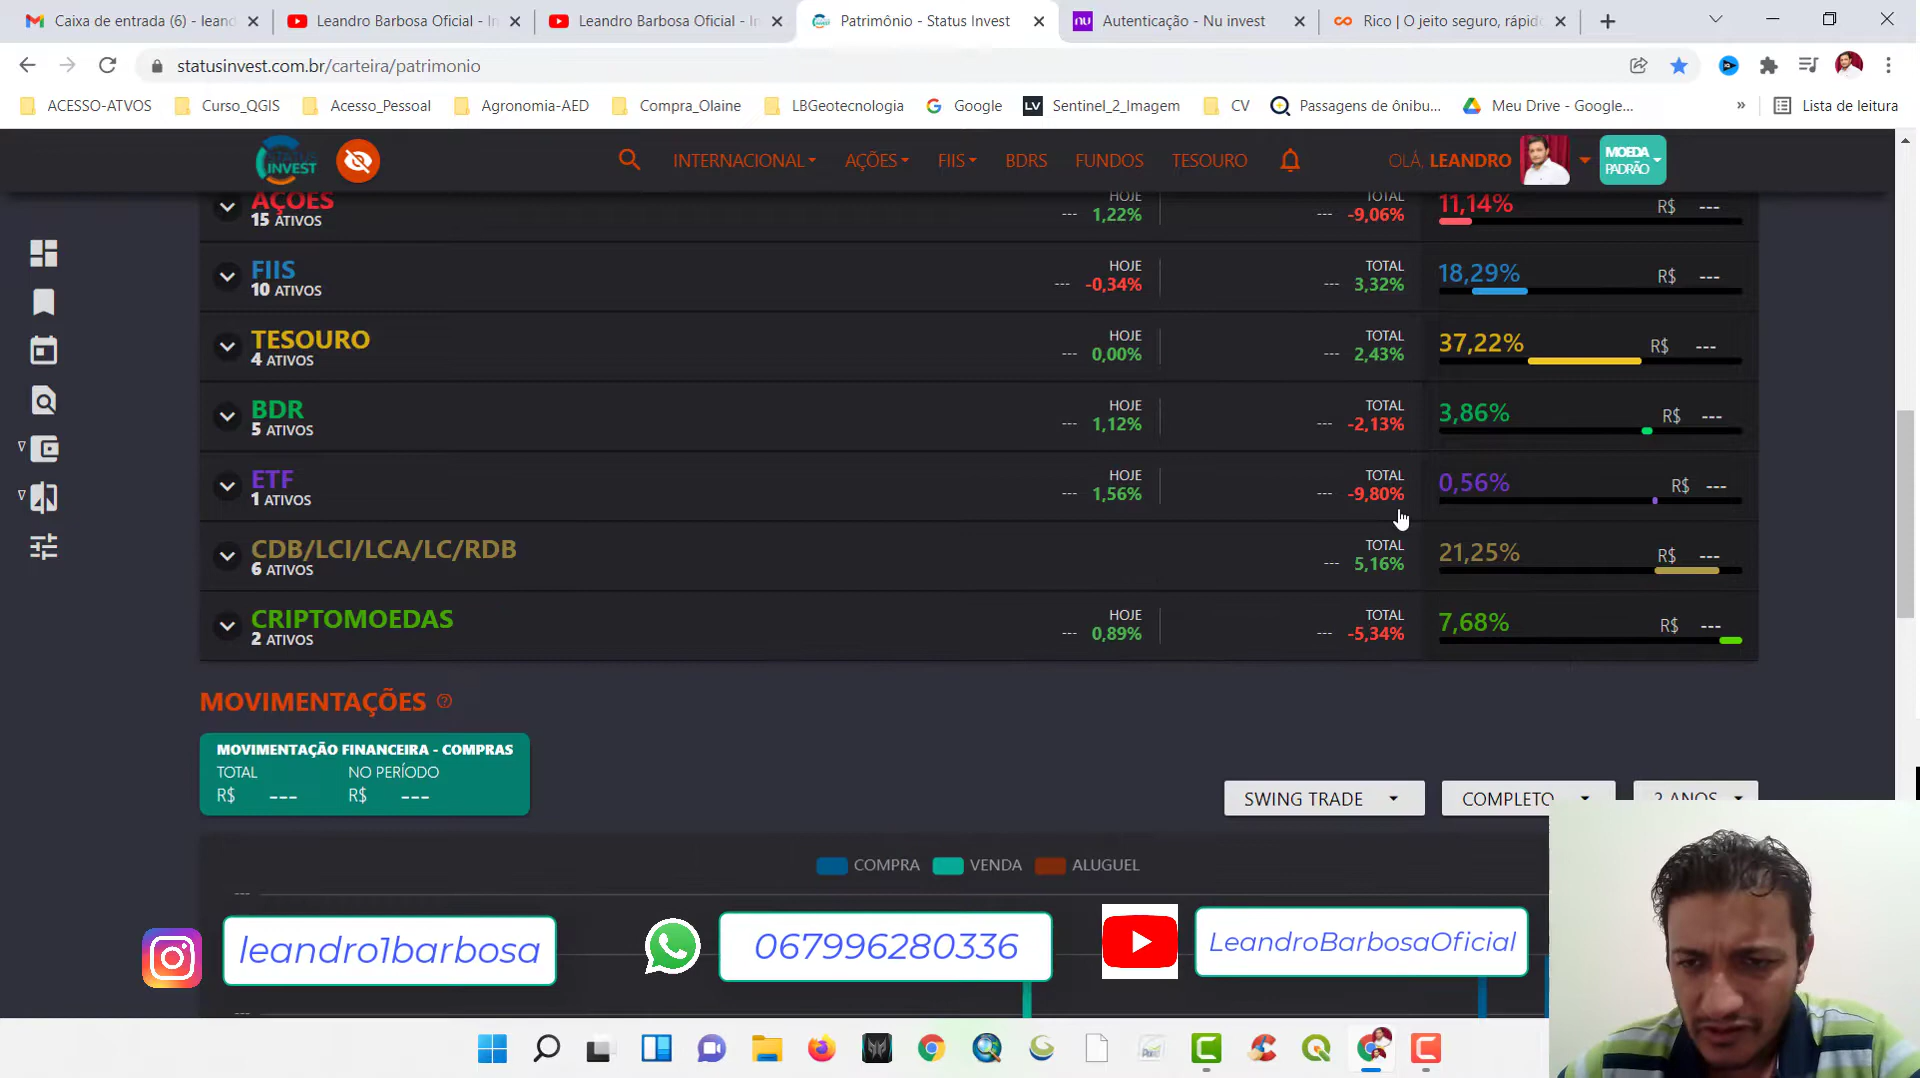 Caixa de entrada (6) - leand
Leandro Barbosa Oficial - In
Leandro Barbosa Oficial - In
Patrimônio - Status Invest
Autenticação - Nu invest
Rico | O jeito seguro, rápid
statusinvest.com.br/carteira/patrimonio
ACESSO-ATVOS
Curso_QGIS
Acesso_Pessoal
Agronomia-AED
Compra_Olaine
LBGeotecnologia
Google
Sentinel_2_Imagem
CV
Passagens de ônibu...
Meu Drive - Google...
»
Lista de leitura
STATUS
INVEST
INTERNACIONAL
AÇÕES
FIIS
BDRS
FUNDOS
TESOURO
OLÁ, LEANDRO
MOEDA
PADRÃO
AÇÕES
15 ATIVOS
HOJE
--- 1,22%
--- -9,06%
11,14%
R$ ---
FIIS
10 ATIVOS
HOJE
--- -0,34%
TOTAL
--- 3,32%
18,29%
R$ ---
TESOURO
4 ATIVOS
HOJE
--- 0,00%
TOTAL
--- 2,43%
37,22%
R$ ---
BDR
5 ATIVOS
HOJE
--- 1,12%
TOTAL
--- -2,13%
3,86%
R$ ---
ETF
1 ATIVOS
HOJE
--- 1,56%
TOTAL
--- -9,80%
0,56%
R$ ---
CDB/LCI/LCA/LC/RDB
6 ATIVOS
TOTAL
--- 5,16%
21,25%
R$ ---
CRIPTOMOEDAS
2 ATIVOS
HOJE
--- 0,89%
TOTAL
--- -5,34%
7,68%
R$ ---
MOVIMENTAÇÕES
MOVIMENTAÇÃO FINANCEIRA - COMPRAS
TOTAL
NO PERÍODO
R$ ---
R$ ---
SWING TRADE
COMPLETO
2 ANOS
COMPRA
VENDA
ALUGUEL
---
---
leandro1barbosa
067996280336
LeandroBarbosaOficial